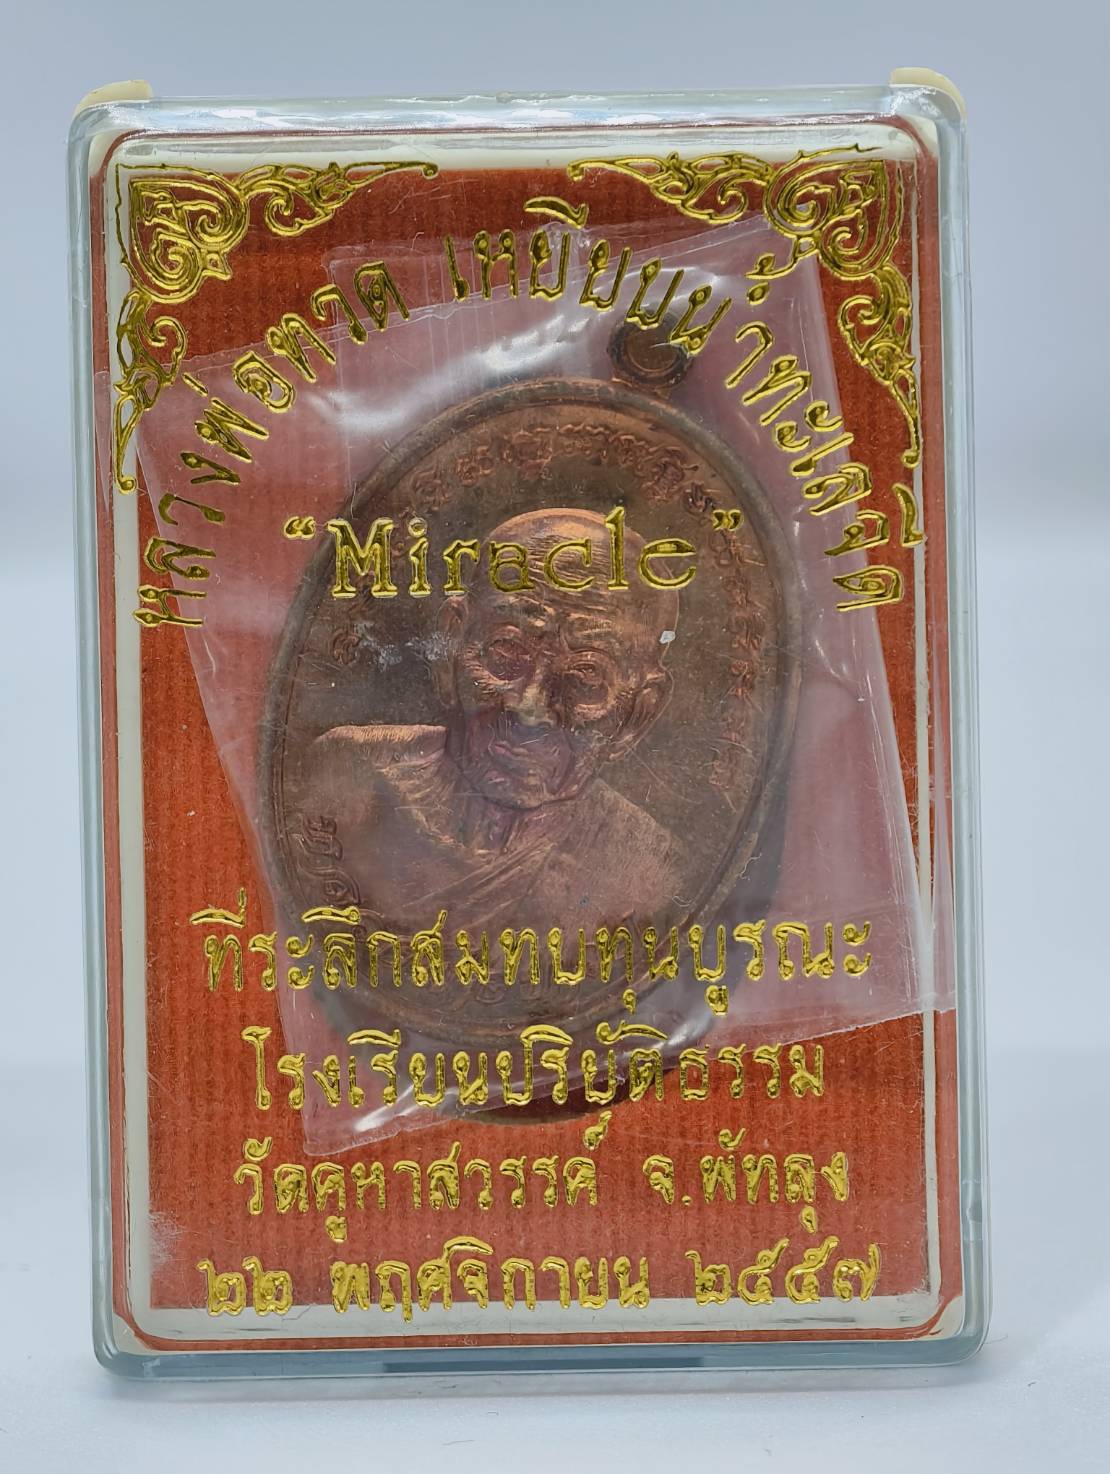 หลวงพ่อทวด เหยียบน้ำทะเลจืด
“Miracle”
ที่ระลึกสมทบทุนบูรณะ
โรงเรียนปริยัติธรรม
วัดคูหาสวรรค์ จ.พัทลุง
๒๒ พฤศจิกายน ๒๕๕๗